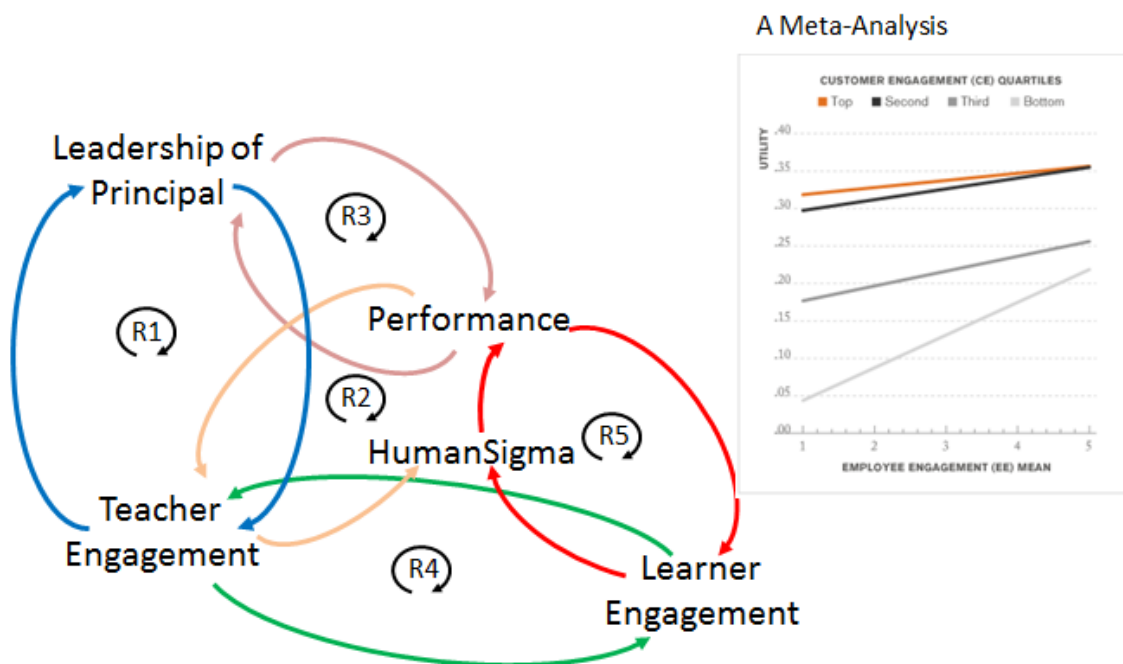 A Meta-Analysis
CUSTOMER ENGAGEMENT (CE) QUARTILES
Top Second Third Bottom
UTILITY
.40
.35
.30
.25
.20
.15
.10
.05
.00
1 2 3 4 5
EMPLOYEE ENGAGEMENT (EE) MEAN
Leadership of
Principal
R3
R1
Performance
R2
HumanSigma
R5
Teacher
Engagement
R4
Learner
Engagement